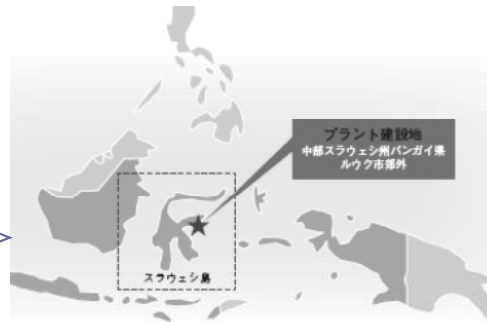 プラント建設地
中部スラウェシ州バンガイ県
ルウク市郊外
スラウェシ島